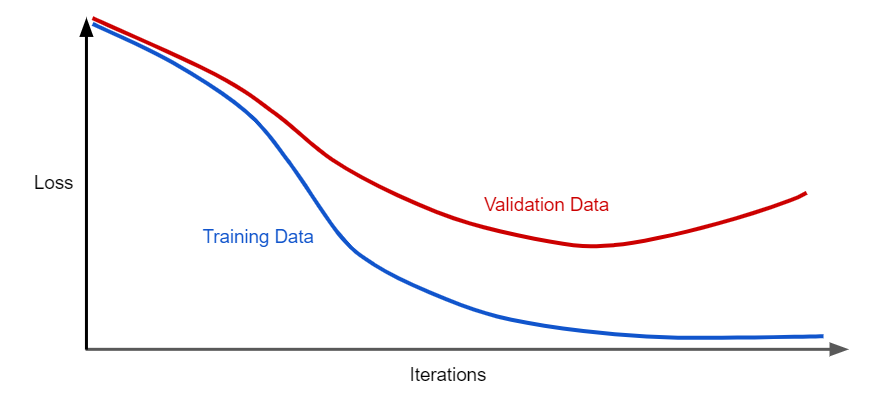 Loss
Validation Data
Training Data
Iterations